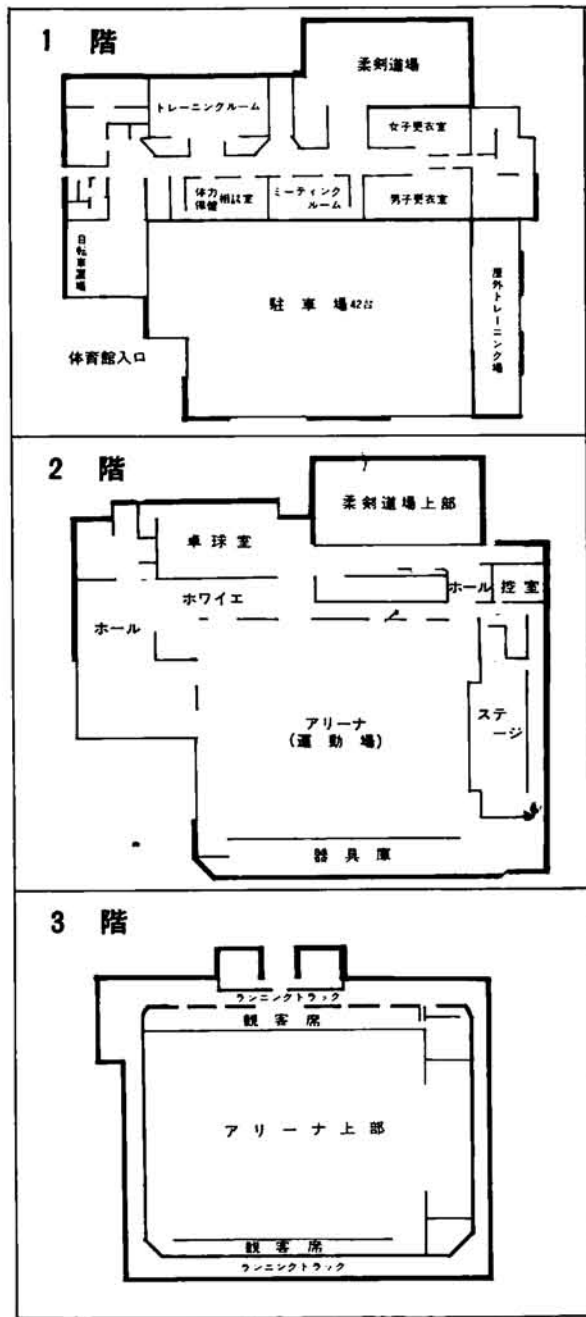 1 階
柔剣道場
トレーニングルーム
女子更衣室
体力
保健
相談室
ミーティング
ルーム
男子更衣室
自転車置場
駐車場42台
屋外トレーニング場
体育館入口
2 階
柔剣道場上部
卓球室
ホワイエ
ホール
控室
ホール
アリーナ
(運動場)
ステ
ージ
器具庫
3 階
ランニングトラック
観客席
アリーナ上部
観客席
ランニングトラック